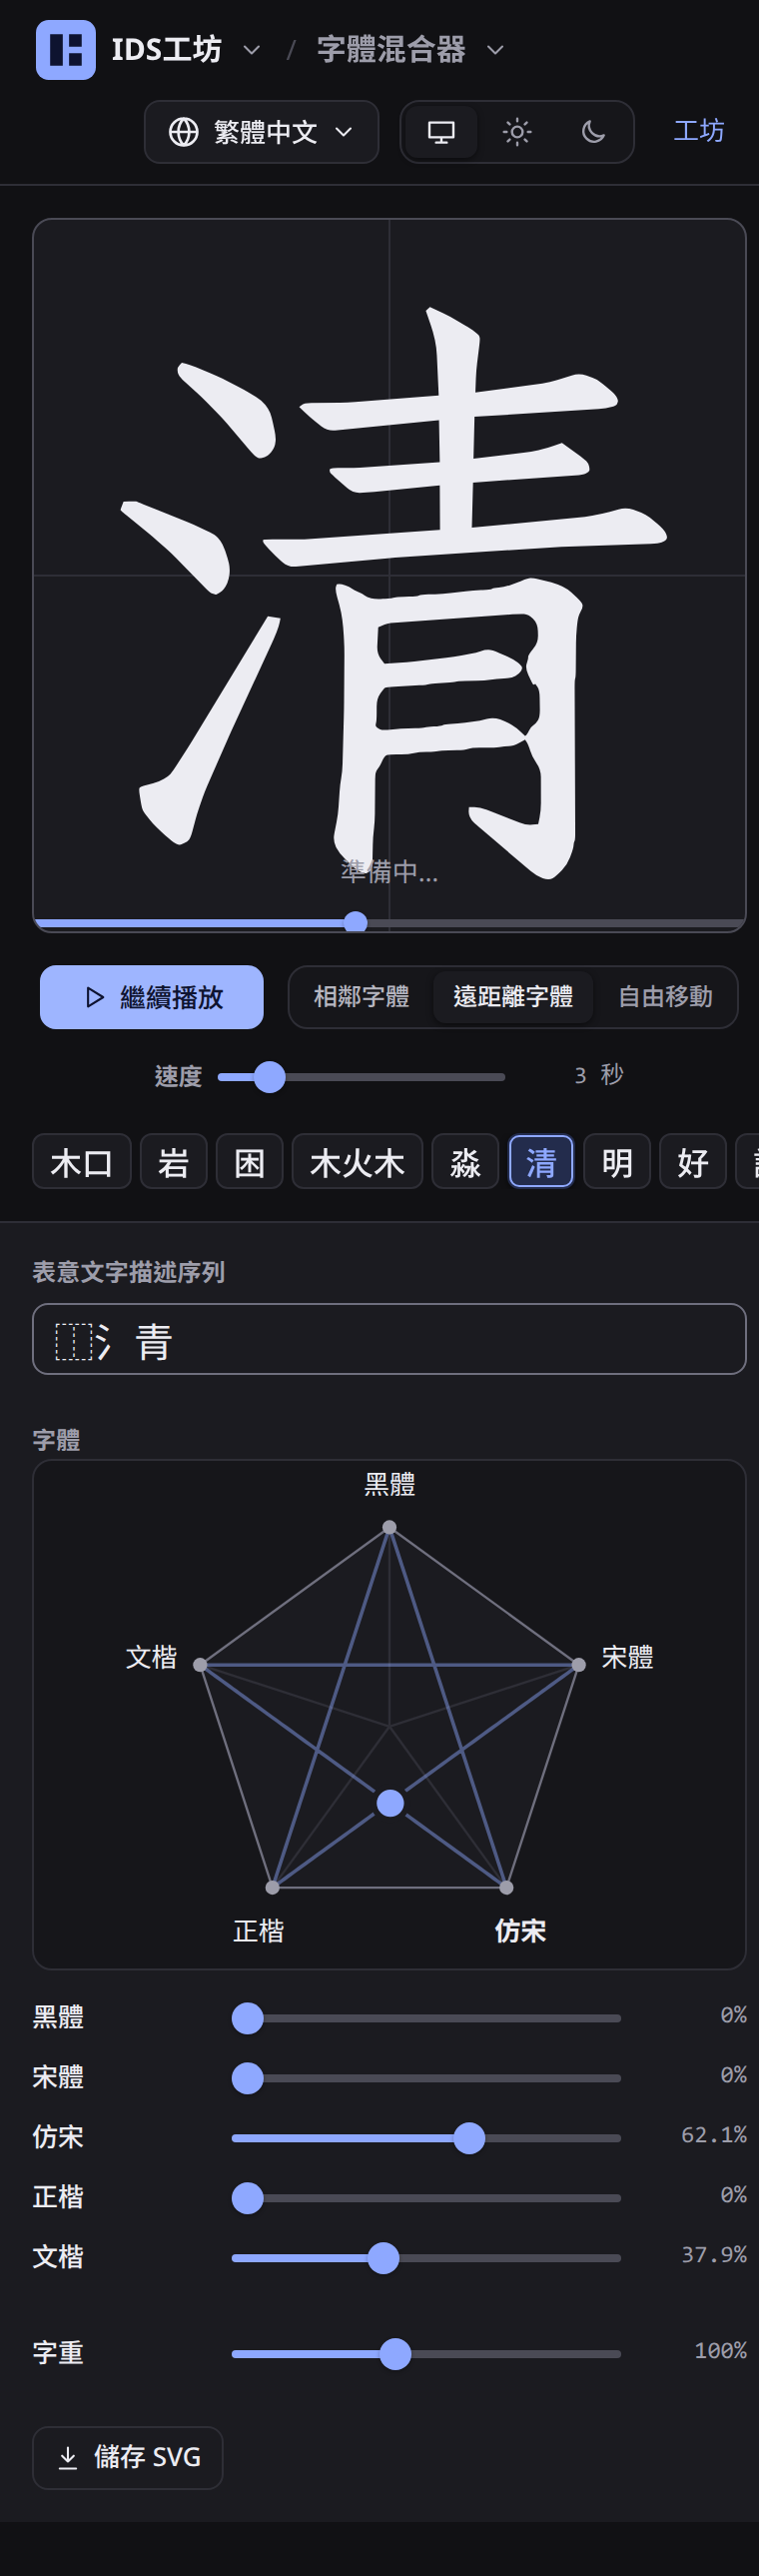 IDS工坊 / 字體混合器
繁體中文 工坊
清
準備中...
繼續播放 相鄰字體 遠距離字體 自由移動
速度 3 秒
木口 岩 困 木火木 淼 清 明 好
表意文字描述序列
⿰氵青
字體
黑體
文楷 宋體
正楷 仿宋
黑體 0%
宋體 0%
仿宋 62.1%
正楷 0%
文楷 37.9%
字重 100%
儲存 SVG